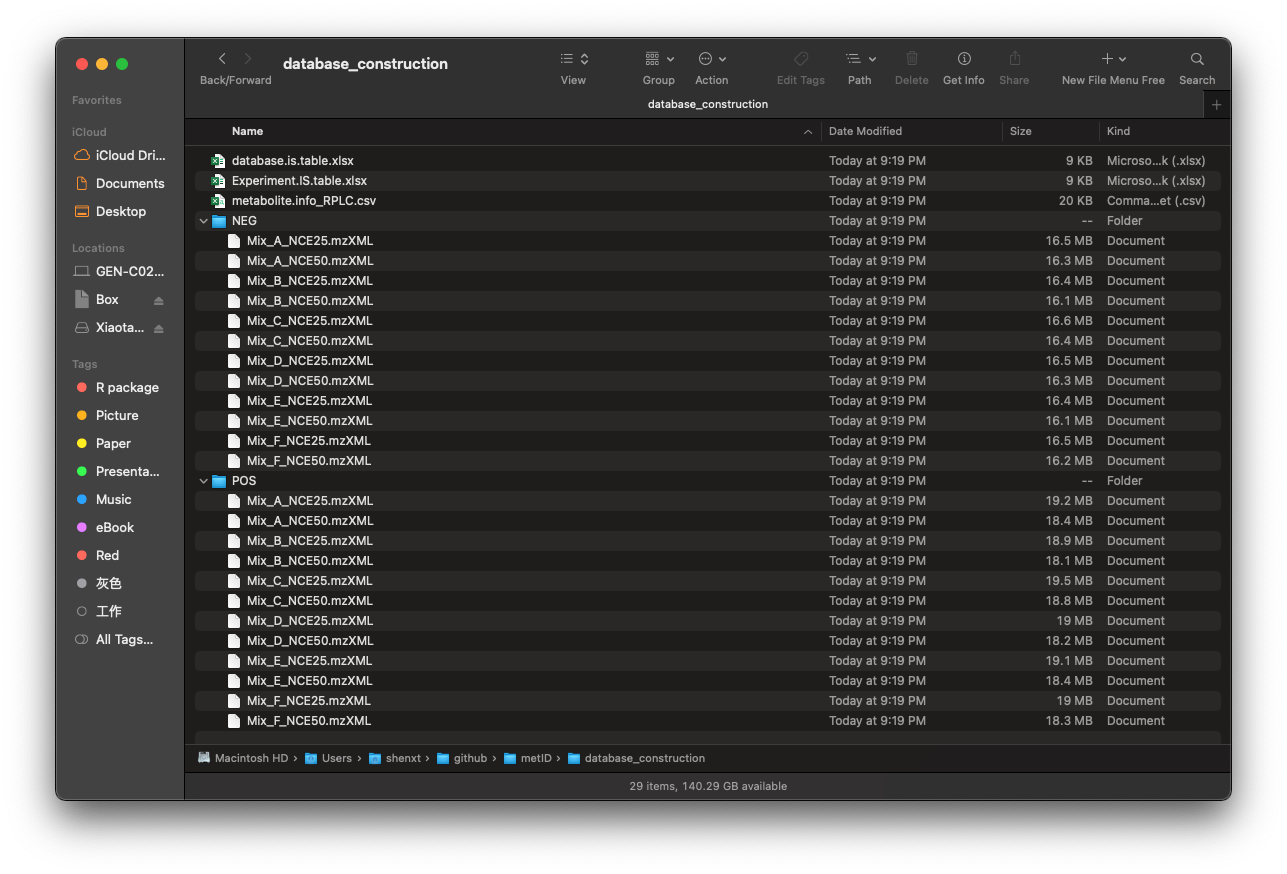 database_construction
Back/Forward
View
Group
Action
Edit Tags
Path
Delete
Get Info
Share
New File Menu Free
Search
database_construction
Favorites
iCloud
iCloud Dri...
Documents
Desktop
Locations
GEN-C02...
Box
Xiaota...
Tags
R package
Picture
Paper
Presenta...
Music
eBook
Red
灰色
工作
All Tags...
Name Date Modified Size Kind
database.is.table.xlsx Today at 9:19 PM 9 KB Microso...k (.xlsx)
Experiment.IS.table.xlsx Today at 9:19 PM 9 KB Microso...k (.xlsx)
metabolite.info_RPLC.csv Today at 9:19 PM 20 KB Comma...et (.csv)
NEG Today at 9:19 PM -- Folder
Mix_A_NCE25.mzXML Today at 9:19 PM 16.5 MB Document
Mix_A_NCE50.mzXML Today at 9:19 PM 16.3 MB Document
Mix_B_NCE25.mzXML Today at 9:19 PM 16.4 MB Document
Mix_B_NCE50.mzXML Today at 9:19 PM 16.1 MB Document
Mix_C_NCE25.mzXML Today at 9:19 PM 16.6 MB Document
Mix_C_NCE50.mzXML Today at 9:19 PM 16.4 MB Document
Mix_D_NCE25.mzXML Today at 9:19 PM 16.5 MB Document
Mix_D_NCE50.mzXML Today at 9:19 PM 16.3 MB Document
Mix_E_NCE25.mzXML Today at 9:19 PM 16.4 MB Document
Mix_E_NCE50.mzXML Today at 9:19 PM 16.1 MB Document
Mix_F_NCE25.mzXML Today at 9:19 PM 16.5 MB Document
Mix_F_NCE50.mzXML Today at 9:19 PM 16.2 MB Document
POS Today at 9:19 PM -- Folder
Mix_A_NCE25.mzXML Today at 9:19 PM 19.2 MB Document
Mix_A_NCE50.mzXML Today at 9:19 PM 18.4 MB Document
Mix_B_NCE25.mzXML Today at 9:19 PM 18.9 MB Document
Mix_B_NCE50.mzXML Today at 9:19 PM 18.1 MB Document
Mix_C_NCE25.mzXML Today at 9:19 PM 19.5 MB Document
Mix_C_NCE50.mzXML Today at 9:19 PM 18.8 MB Document
Mix_D_NCE25.mzXML Today at 9:19 PM 19 MB Document
Mix_D_NCE50.mzXML Today at 9:19 PM 18.2 MB Document
Mix_E_NCE25.mzXML Today at 9:19 PM 19.1 MB Document
Mix_E_NCE50.mzXML Today at 9:19 PM 18.4 MB Document
Mix_F_NCE25.mzXML Today at 9:19 PM 19 MB Document
Mix_F_NCE50.mzXML Today at 9:19 PM 18.3 MB Document
Macintosh HD › Users › shenxt › github › metID › database_construction
29 items, 140.29 GB available